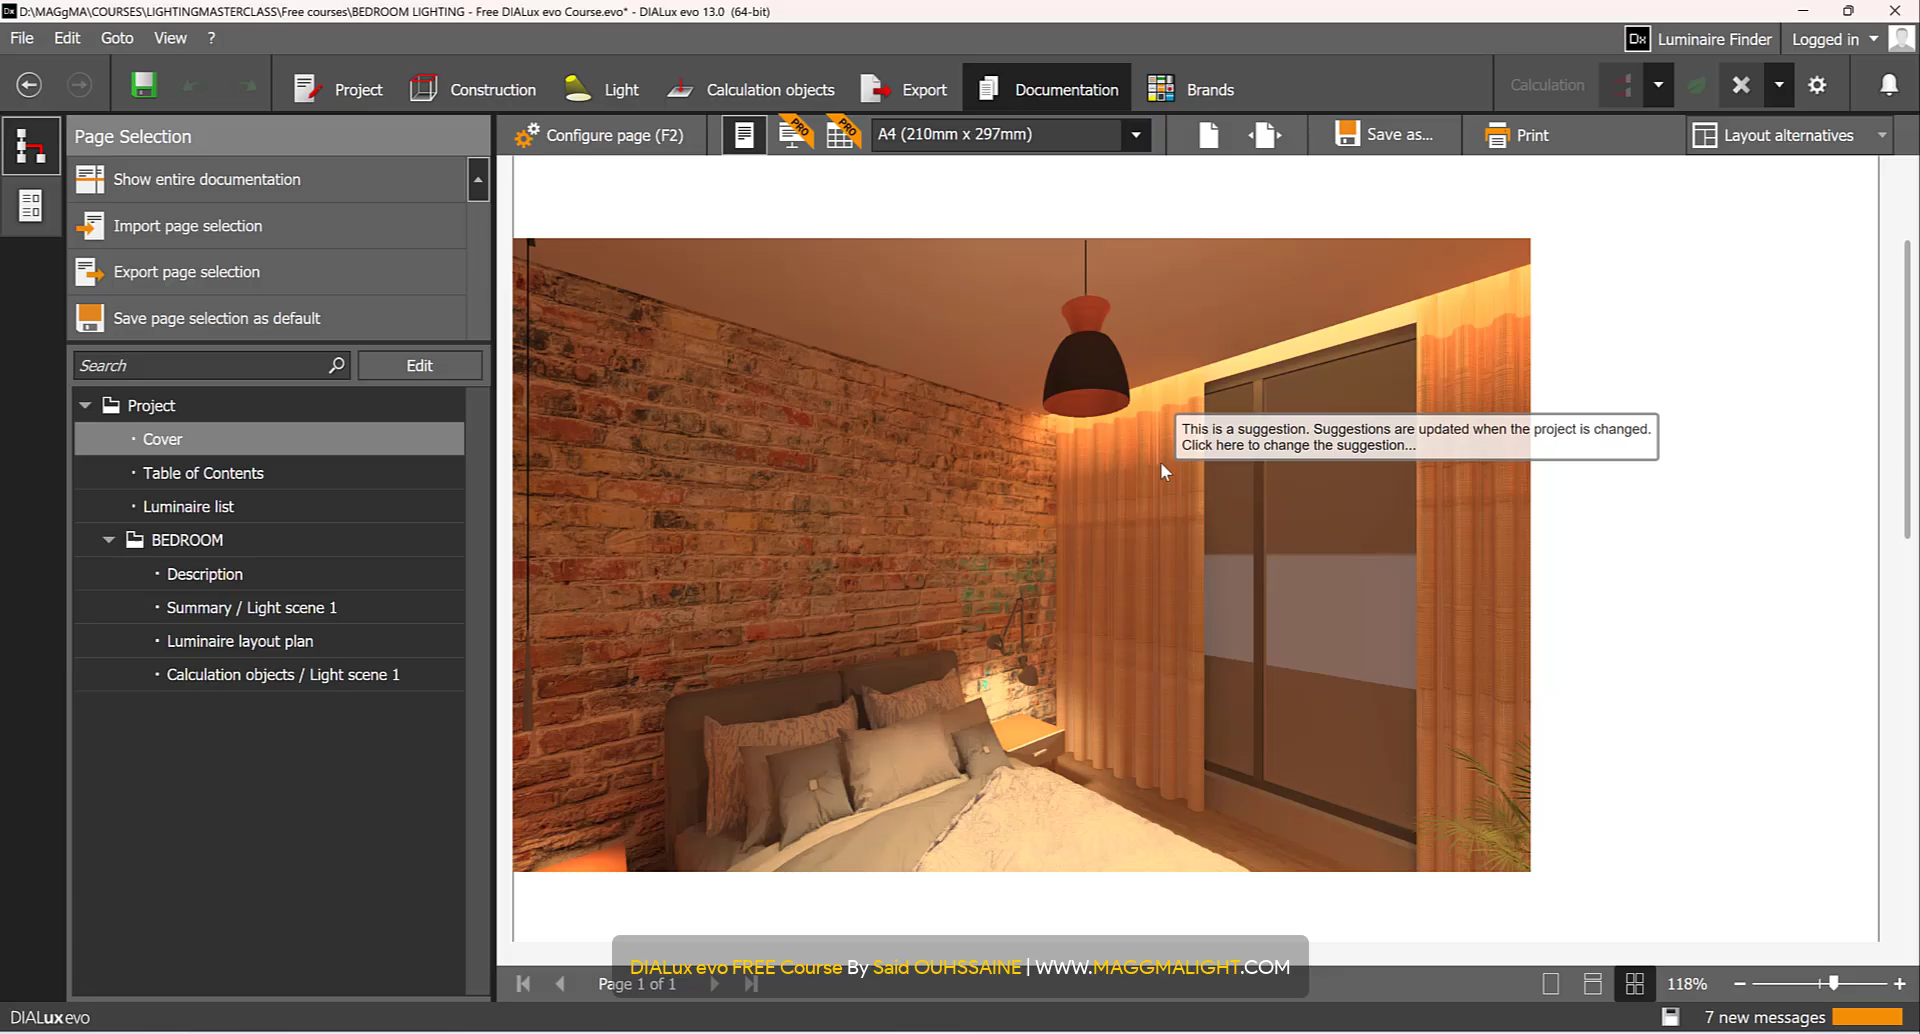 Dx D:\MAGgMA\COURSES\LIGHTINGMASTERCLASS\Free courses\BEDROOM LIGHTING - Free DIALux evo Course.evo* - DIALux evo 13.0 (64-bit)
File Edit Goto View ?
Dx Luminaire Finder Logged in
Project Construction Light Calculation objects Export Documentation Brands Calculation
Page Selection
Configure page (F2) PRO PRO A4 (210mm x 297mm) Save as... Print Layout alternatives
Show entire documentation
Import page selection
Export page selection
Save page selection as default
Search Edit
Project
Cover
Table of Contents
Luminaire list
BEDROOM
Description
Summary / Light scene 1
Luminaire layout plan
Calculation objects / Light scene 1
This is a suggestion. Suggestions are updated when the project is changed.
Click here to change the suggestion...
DIALux evo FREE Course By Said OUHSSAINE | WWW.MAGGMALIGHT.COM
Page 1 of 1 118%
DIALux evo 7 new messages